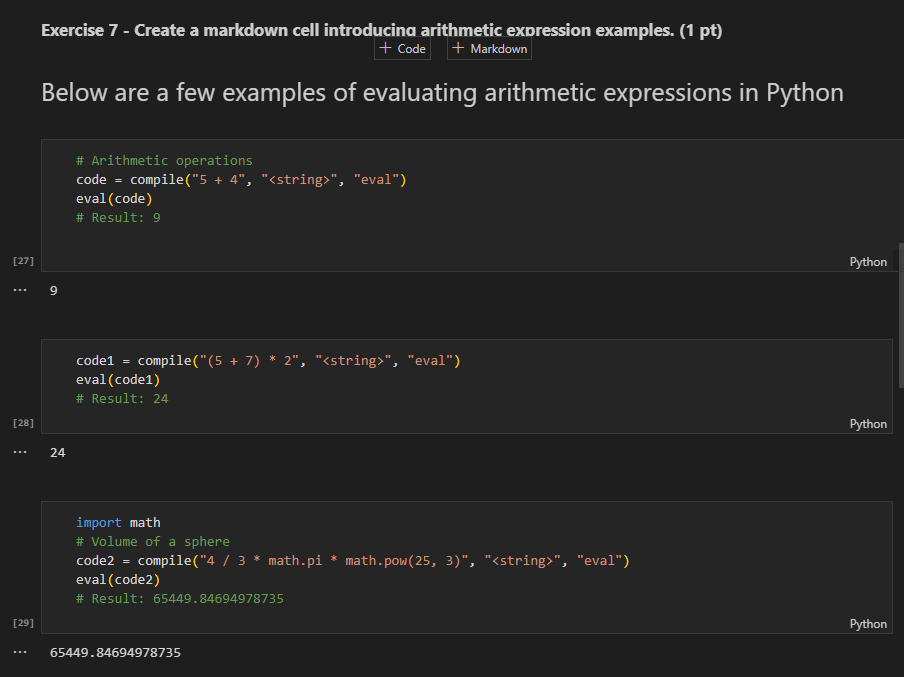 Exercise 7 - Create a markdown cell introducing arithmetic expression examples. (1 pt)
+ Code + Markdown
Below are a few examples of evaluating arithmetic expressions in Python
# Arithmetic operations
code = compile("5 + 4", "<string>", "eval")
eval(code)
# Result: 9
[27]
Python
... 9
code1 = compile("(5 + 7) * 2", "<string>", "eval")
eval(code1)
# Result: 24
[28]
Python
... 24
import math
# Volume of a sphere
code2 = compile("4 / 3 * math.pi * math.pow(25, 3)", "<string>", "eval")
eval(code2)
# Result: 65449.84694978735
[29]
Python
... 65449.84694978735